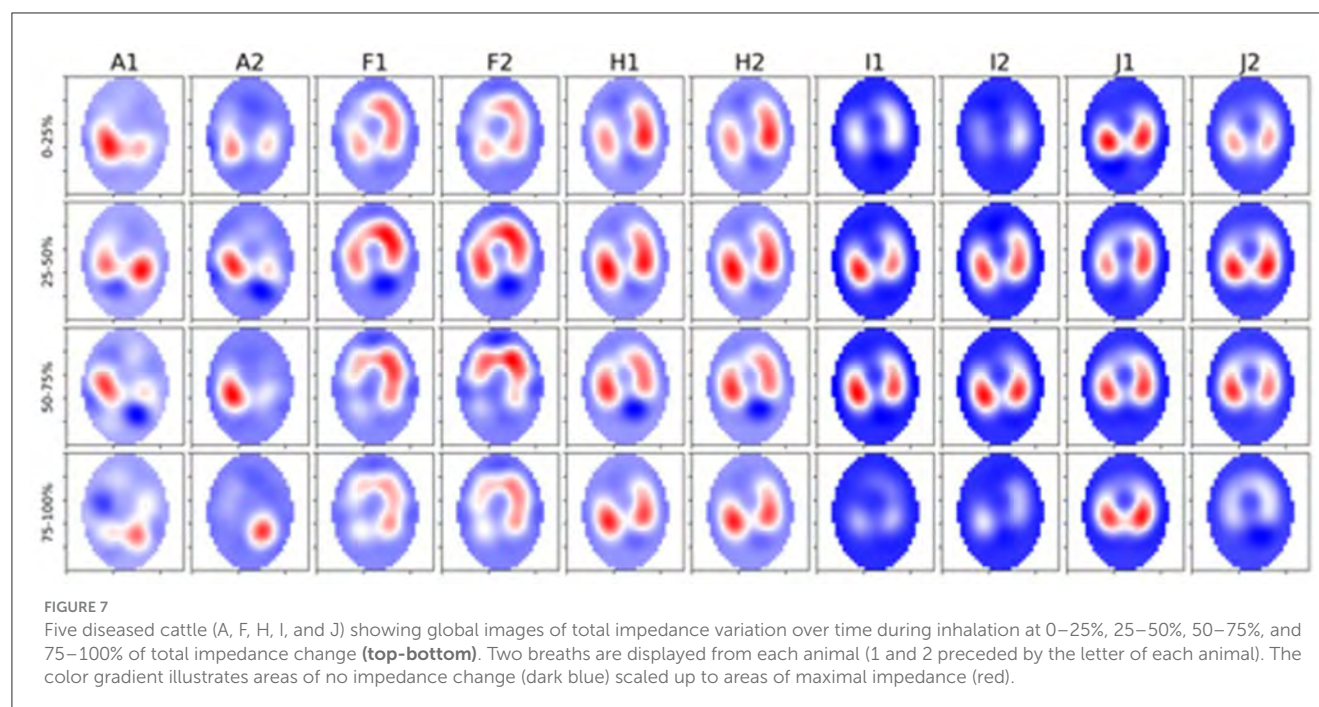 A1 A2 F1 F2 H1 H2 I1 I2 J1 J2
0-25%
25-50%
50-75%
75-100%
FIGURE 7
Five diseased cattle (A, F, H, I, and J) showing global images of total impedance variation over time during inhalation at 0–25%, 25–50%, 50–75%, and
75–100% of total impedance change (top-bottom). Two breaths are displayed from each animal (1 and 2 preceded by the letter of each animal). The
color gradient illustrates areas of no impedance change (dark blue) scaled up to areas of maximal impedance (red).